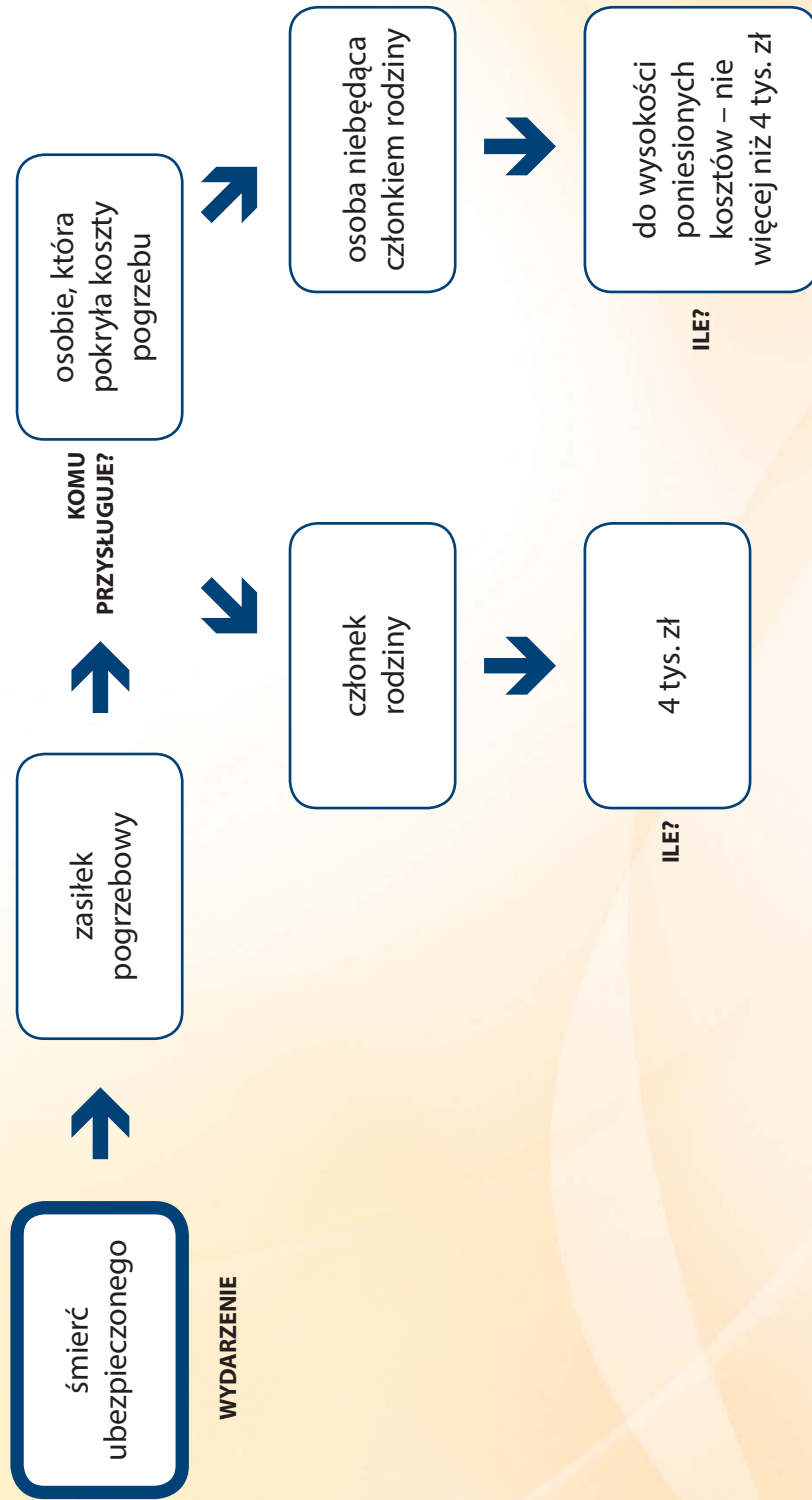 śmierć
ubezpieczonego
WYDARZENIE
zasiłek
pogrzebowy
KOMU
PRZYSŁUGUJE?
osobie, która
pokryła koszty
pogrzebu
członek
rodziny
osoba niebędąca
członkiem rodziny
ILE?
4 tys. zł
ILE?
do wysokości
poniesionych
kosztów – nie
więcej niż 4 tys. zł